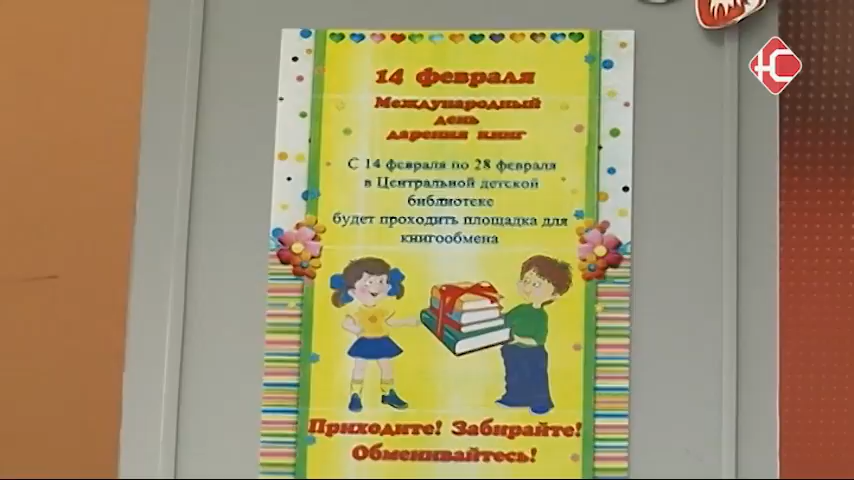 14 февраля
Международный
день
дарения книг
С 14 февраля по 28 февраля
в Центральной детской
библиотеке
будет проходить площадка для
книгообмена
Приходите! Забирайте!
Обменивайтесь!